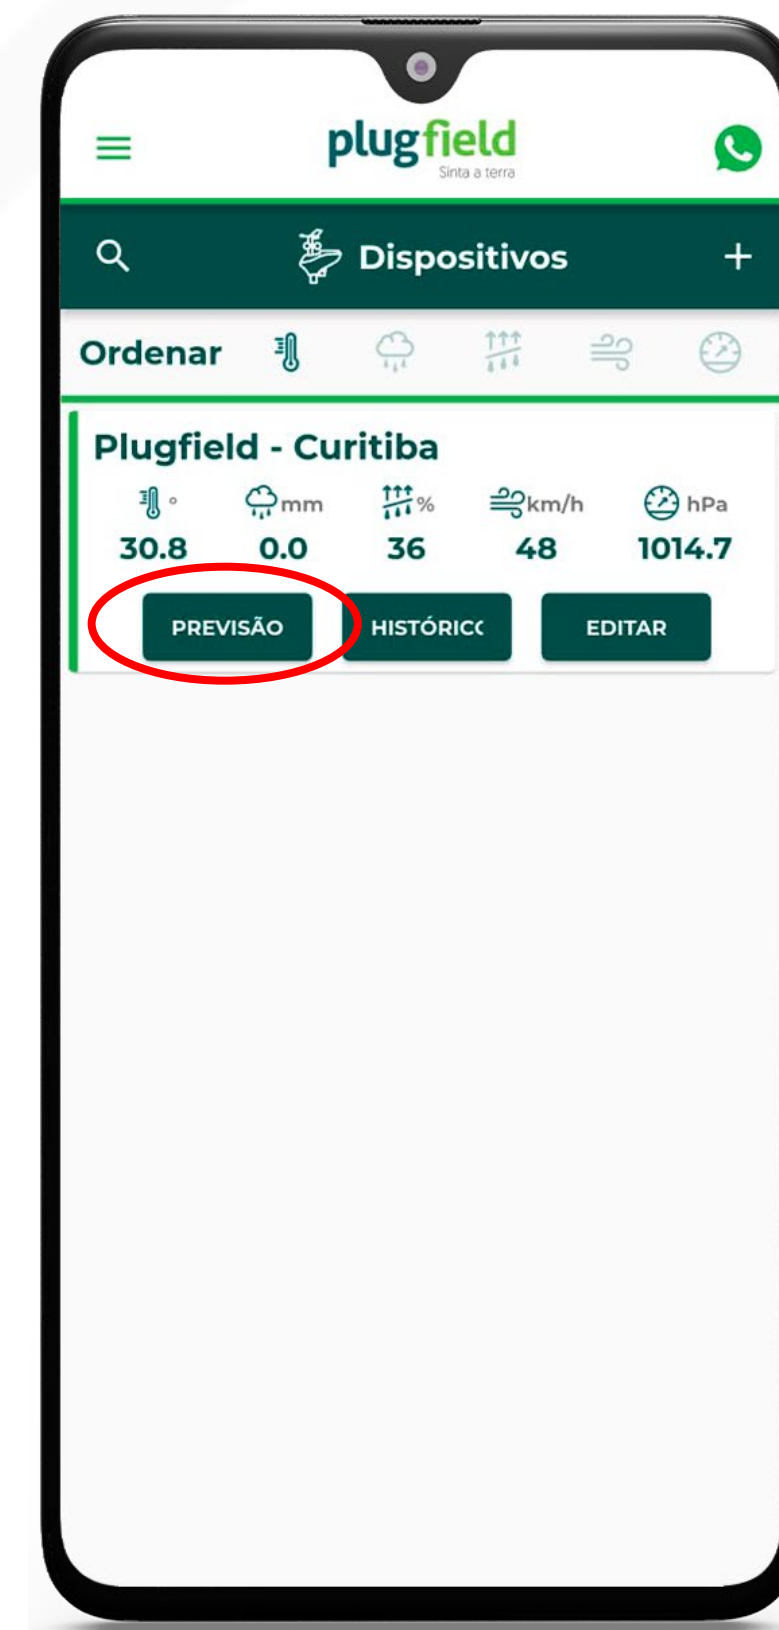 plugfield
Sinta a terra
Dispositivos +
Ordenar
Plugfield - Curitiba
° mm % km/h hPa
30.8 0.0 36 48 1014.7
PREVISÃO HISTÓRIC EDITAR